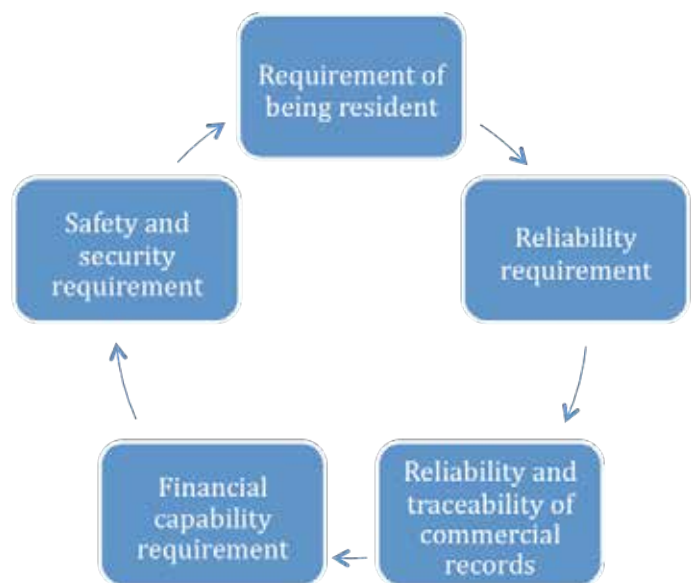 Requirement of
being resident
Reliability
requirement
Reliability and
traceability of
commercial
records
Financial
capability
requirement
Safety and
security
requirement